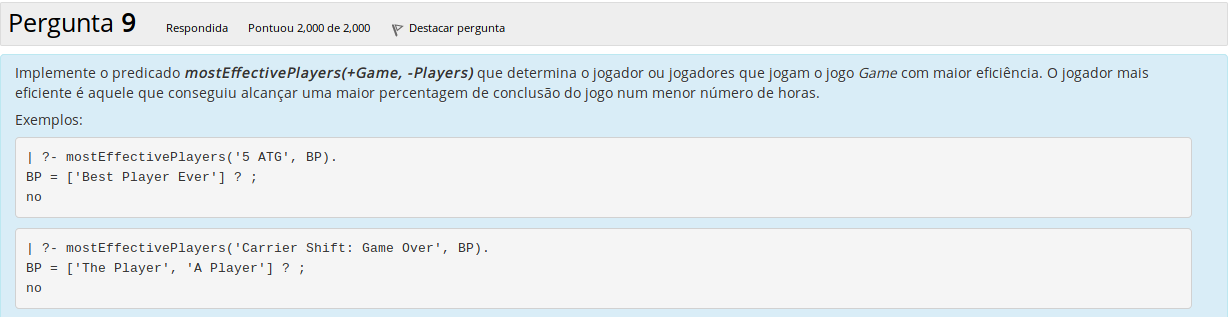 Pergunta 9 Respondida Pontuou 2,000 de 2,000 Destacar pergunta
Implemente o predicado mostEffectivePlayers(+Game, -Players) que determina o jogador ou jogadores que jogam o jogo Game com maior eficiência. O jogador mais
eficiente é aquele que conseguiu alcançar uma maior percentagem de conclusão do jogo num menor número de horas.
Exemplos:
| ?- mostEffectivePlayers('5 ATG', BP).
BP = ['Best Player Ever'] ? ;
no
| ?- mostEffectivePlayers('Carrier Shift: Game Over', BP).
BP = ['The Player', 'A Player'] ? ;
no